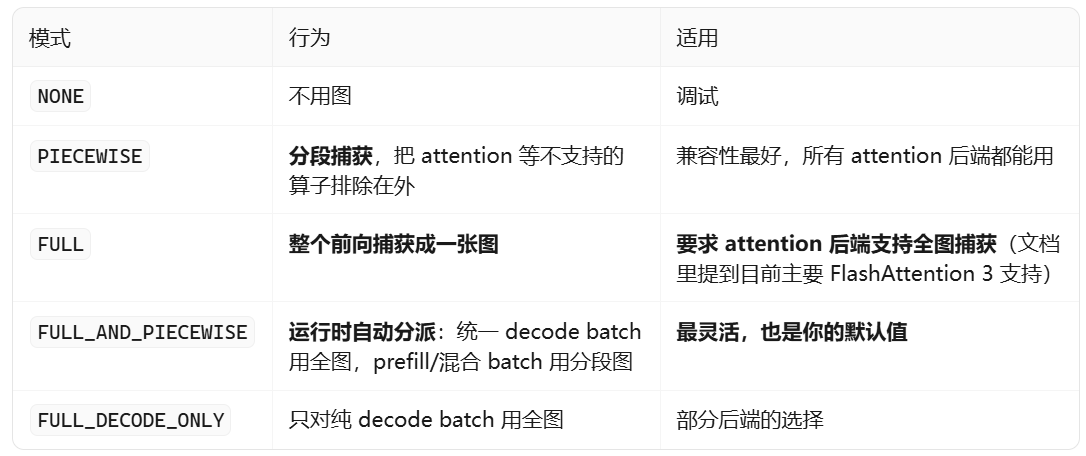 模式 行为 适用
NONE 不用图 调试
PIECEWISE 分段捕获，把 attention 等不支持的 兼容性最好，所有 attention 后端都能用
算子排除在外
FULL 整个前向捕获成一张图 要求 attention 后端支持全图捕获（文档
里提到目前主要 FlashAttention 3 支持）
FULL_AND_PIECEWISE 运行时自动分派：统一 decode batch 最灵活，也是你的默认值
用全图，prefill/混合 batch 用分段图
FULL_DECODE_ONLY 只对纯 decode batch 用全图 部分后端的选择